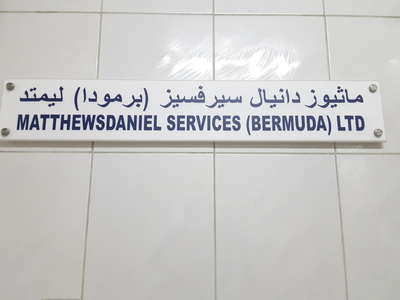 ماثيوز دانيال سيرفسيز (برمودا) ليمتد
MATTHEWSDANIEL SERVICES (BERMUDA) LTD